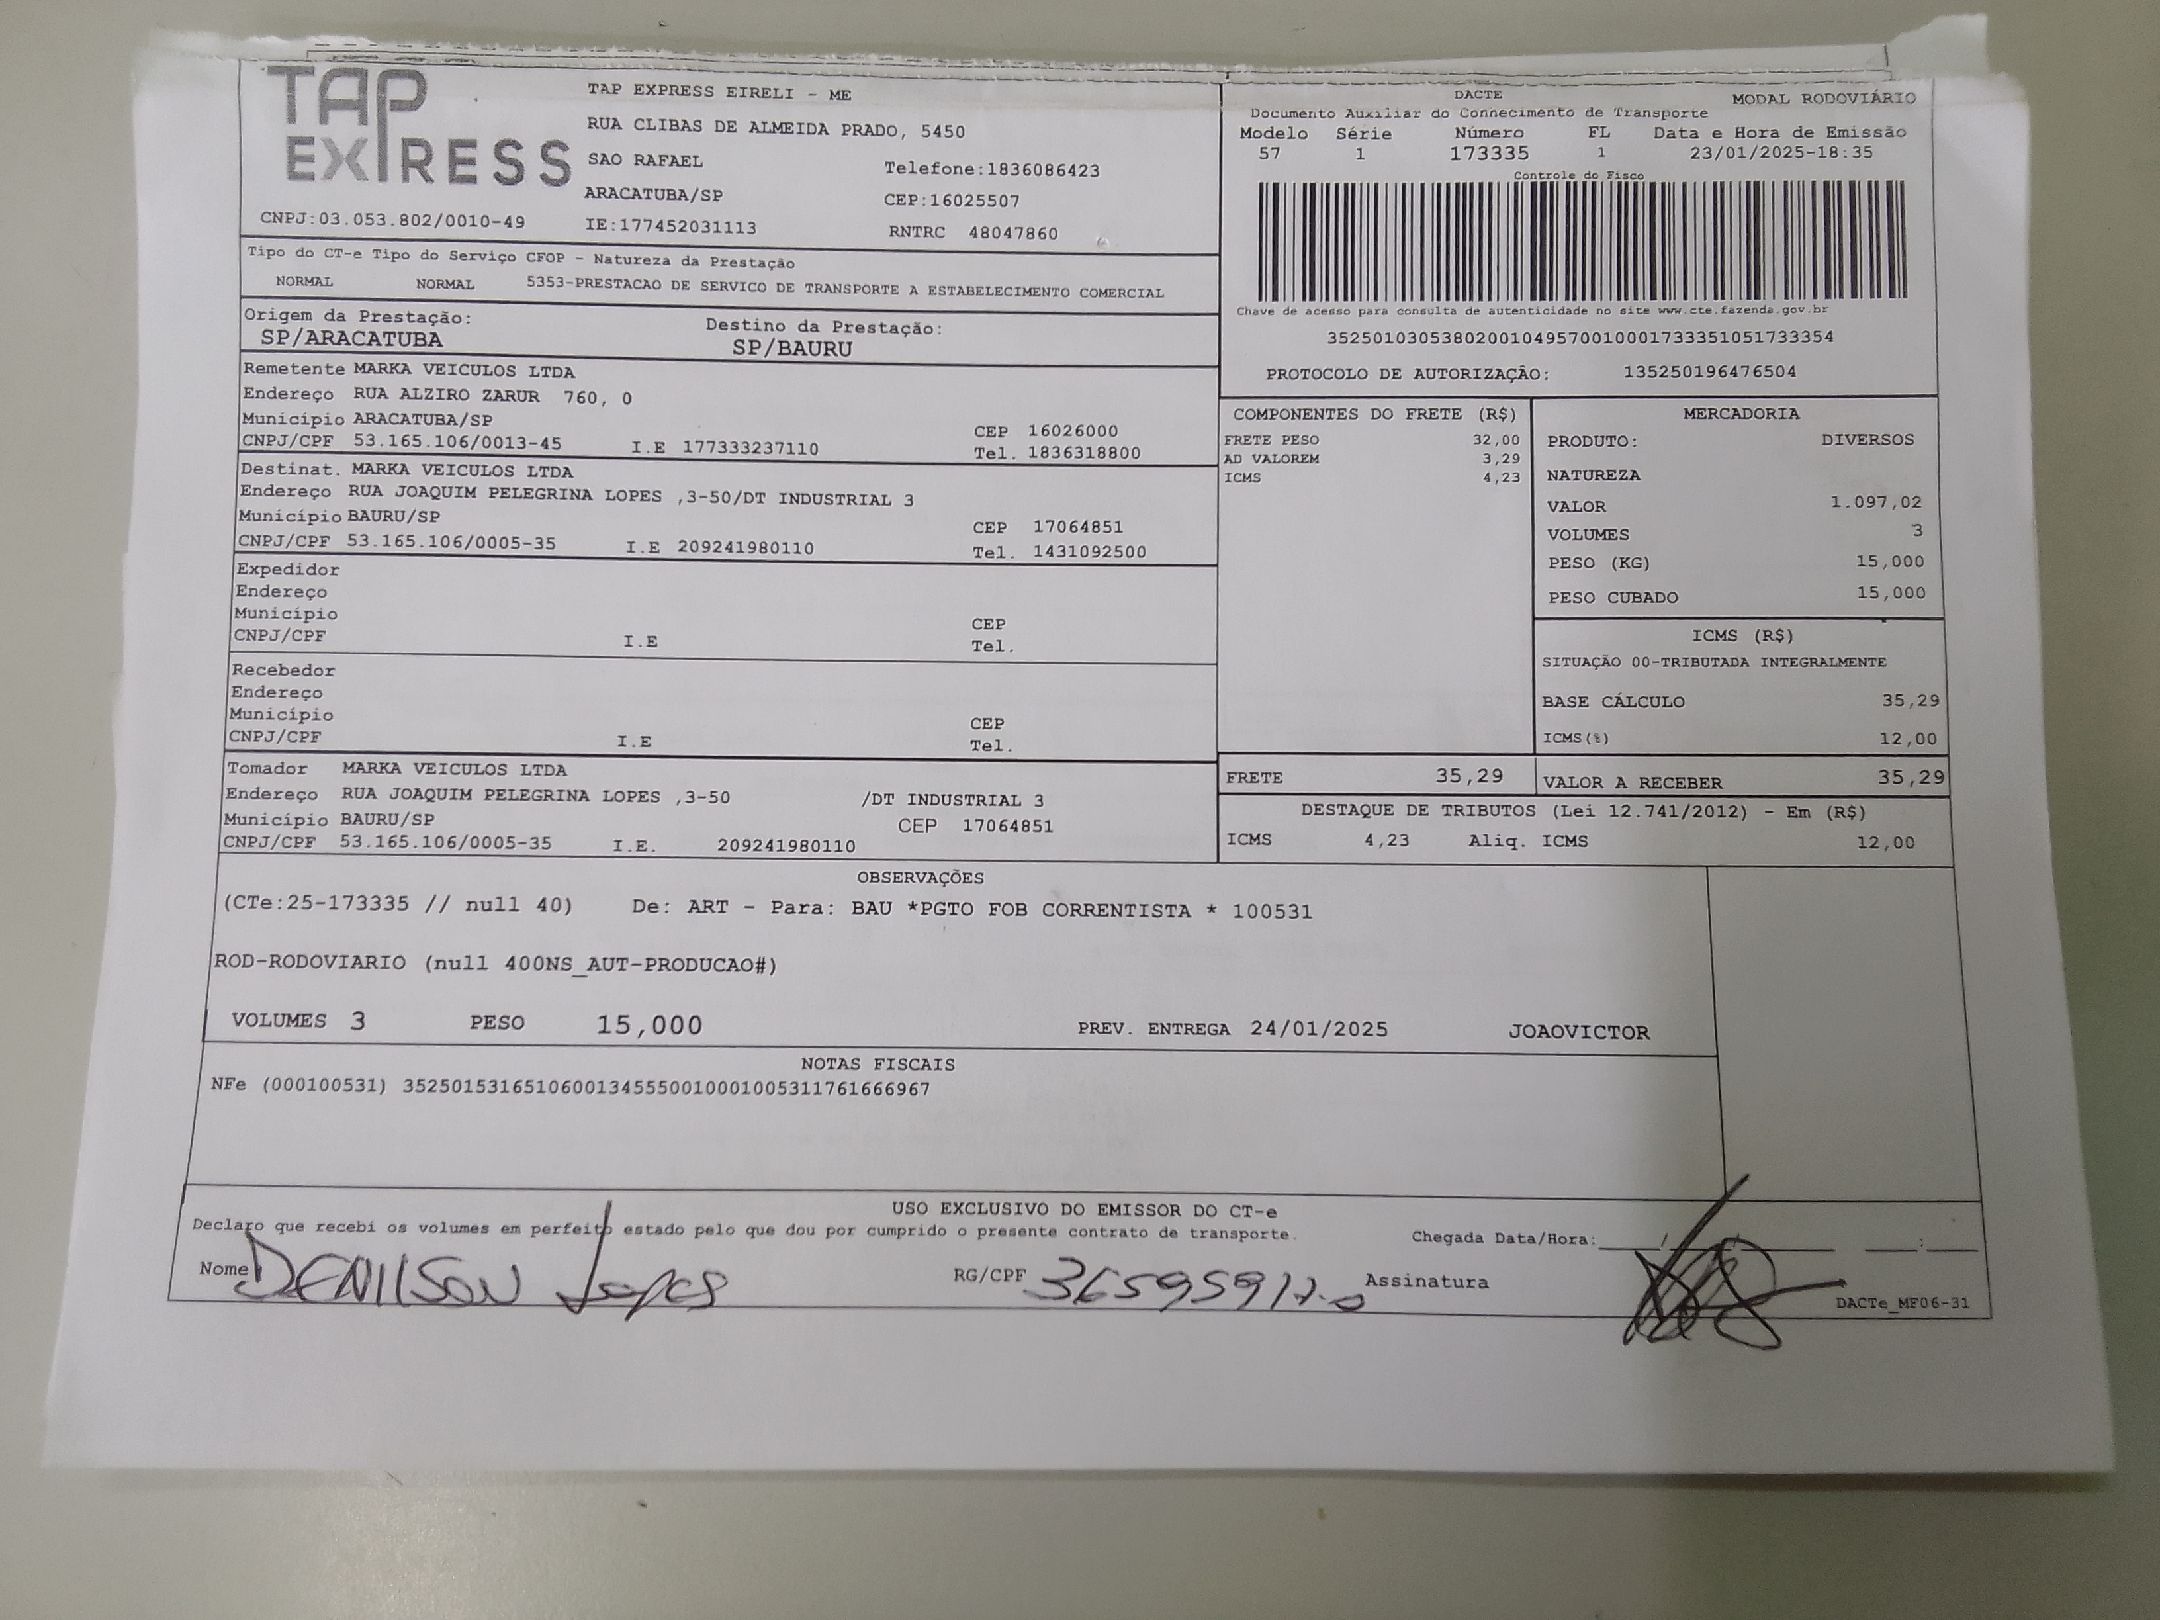 TAP EXPRESS
TAP EXPRESS EIRELI - ME
RUA CLIBAS DE ALMEIDA PRADO, 5450
SAO RAFAEL Telefone:1836086423
ARACATUBA/SP CEP:16025507
CNPJ:03.053.802/0010-49 IE:177452031113 RNTRC 48047860
DACTE MODAL RODOVIÁRIO
Documento Auxiliar do Connecimento de Transporte
Modelo Série Número FL Data e Hora de Emissão
57 1 173335 1 23/01/2025-18:35
Controle do Fisco
Chave de acesso para consulta de autenticidade no site www.cte.fazenda.gov.br
35250103053802001049570010001733351051733354
PROTOCOLO DE AUTORIZAÇÃO: 135250196476504
Tipo do CT-e Tipo do Serviço CFOP - Natureza da Prestação
NORMAL NORMAL 5353-PRESTACAO DE SERVICO DE TRANSPORTE A ESTABELECIMENTO COMERCIAL
Origem da Prestação: Destino da Prestação:
SP/ARACATUBA SP/BAURU
Remetente MARKA VEICULOS LTDA
Endereço RUA ALZIRO ZARUR 760, 0
Município ARACATUBA/SP CEP 16026000
CNPJ/CPF 53.165.106/0013-45 I.E 177333237110 Tel. 1836318800
Destinat. MARKA VEICULOS LTDA
Endereço RUA JOAQUIM PELEGRINA LOPES ,3-50/DT INDUSTRIAL 3
Município BAURU/SP CEP 17064851
CNPJ/CPF 53.165.106/0005-35 I.E 209241980110 Tel. 1431092500
Expedidor
Endereço
Município CEP
CNPJ/CPF I.E Tel.
Recebedor
Endereço
Município CEP
CNPJ/CPF I.E Tel.
Tomador MARKA VEICULOS LTDA
Endereço RUA JOAQUIM PELEGRINA LOPES ,3-50 /DT INDUSTRIAL 3
Município BAURU/SP CEP 17064851
CNPJ/CPF 53.165.106/0005-35 I.E. 209241980110
COMPONENTES DO FRETE (R$)
FRETE PESO 32,00
AD VALOREM 3,29
ICMS 4,23
MERCADORIA
PRODUTO: DIVERSOS
NATUREZA
VALOR 1.097,02
VOLUMES 3
PESO (KG) 15,000
PESO CUBADO 15,000
ICMS (R$)
SITUAÇÃO 00-TRIBUTADA INTEGRALMENTE
BASE CÁLCULO 35,29
ICMS(%) 12,00
FRETE 35,29 VALOR A RECEBER 35,29
DESTAQUE DE TRIBUTOS (Lei 12.741/2012) - Em (R$)
ICMS 4,23 Aliq. ICMS 12,00
OBSERVAÇÕES
(CTe:25-173335 // null 40) De: ART - Para: BAU *PGTO FOB CORRENTISTA * 100531
ROD-RODOVIARIO (null 400NS_AUT-PRODUCAO#)
VOLUMES 3 PESO 15,000 PREV. ENTREGA 24/01/2025 JOAOVICTOR
NOTAS FISCAIS
NFe (000100531) 35250153165106001345550010001005311761666967
USO EXCLUSIVO DO EMISSOR DO CT-e
Declaro que recebi os volumes em perfeito estado pelo que dou por cumprido o presente contrato de transporte.
Chegada Data/Hora:___/___/___ __:__
Nome DENILSON Lopes RG/CPF Assinatura
DACTe_MF06-31